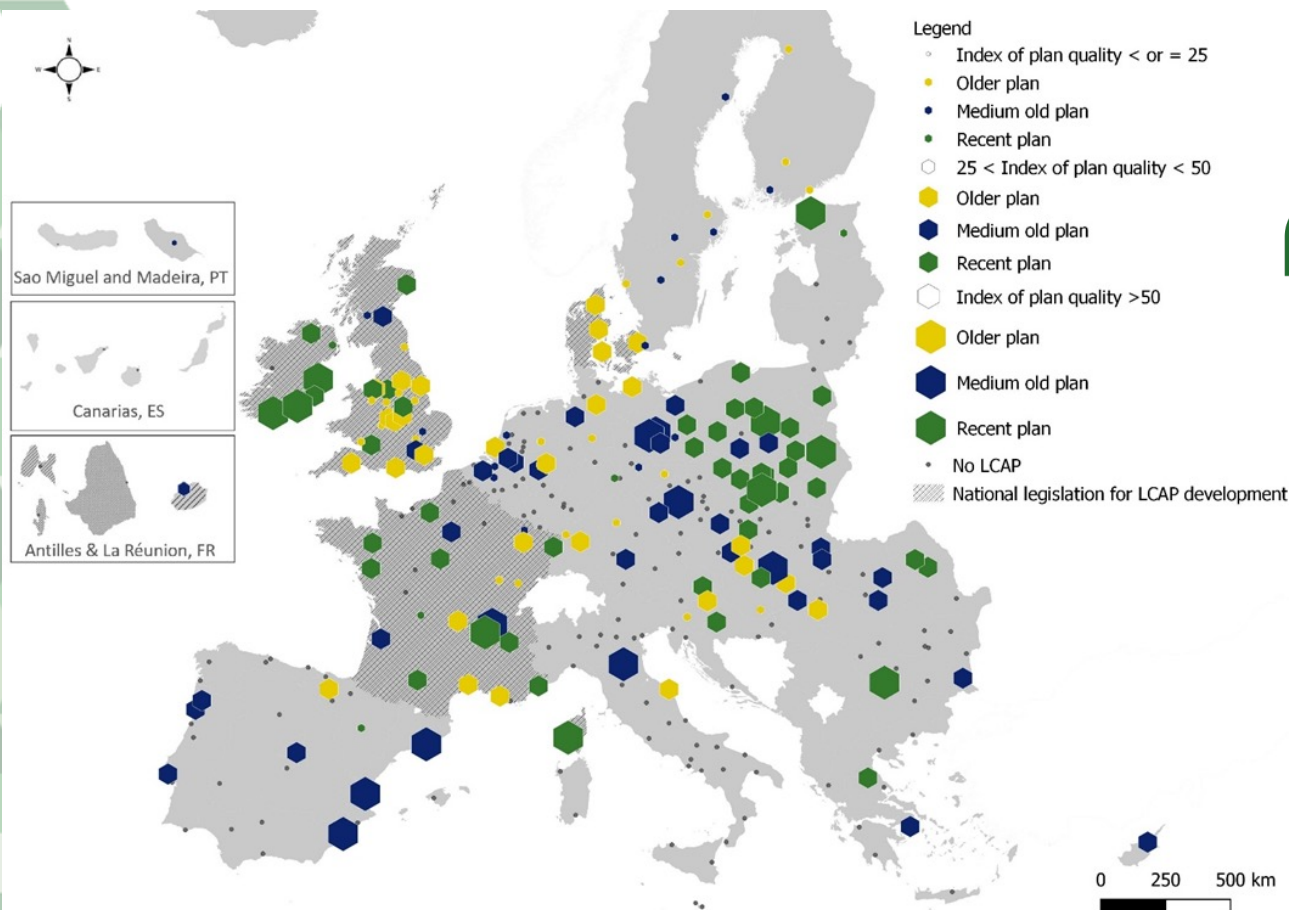 N
W
E
S
Legend
Index of plan quality < or = 25
Older plan
Medium old plan
Recent plan
25 < Index of plan quality < 50
Older plan
Medium old plan
Recent plan
Index of plan quality >50
Older plan
Medium old plan
Recent plan
No LCAP
National legislation for LCAP development
Sao Miguel and Madeira, PT
Canarias, ES
Antilles & La Réunion, FR
0 250 500 km